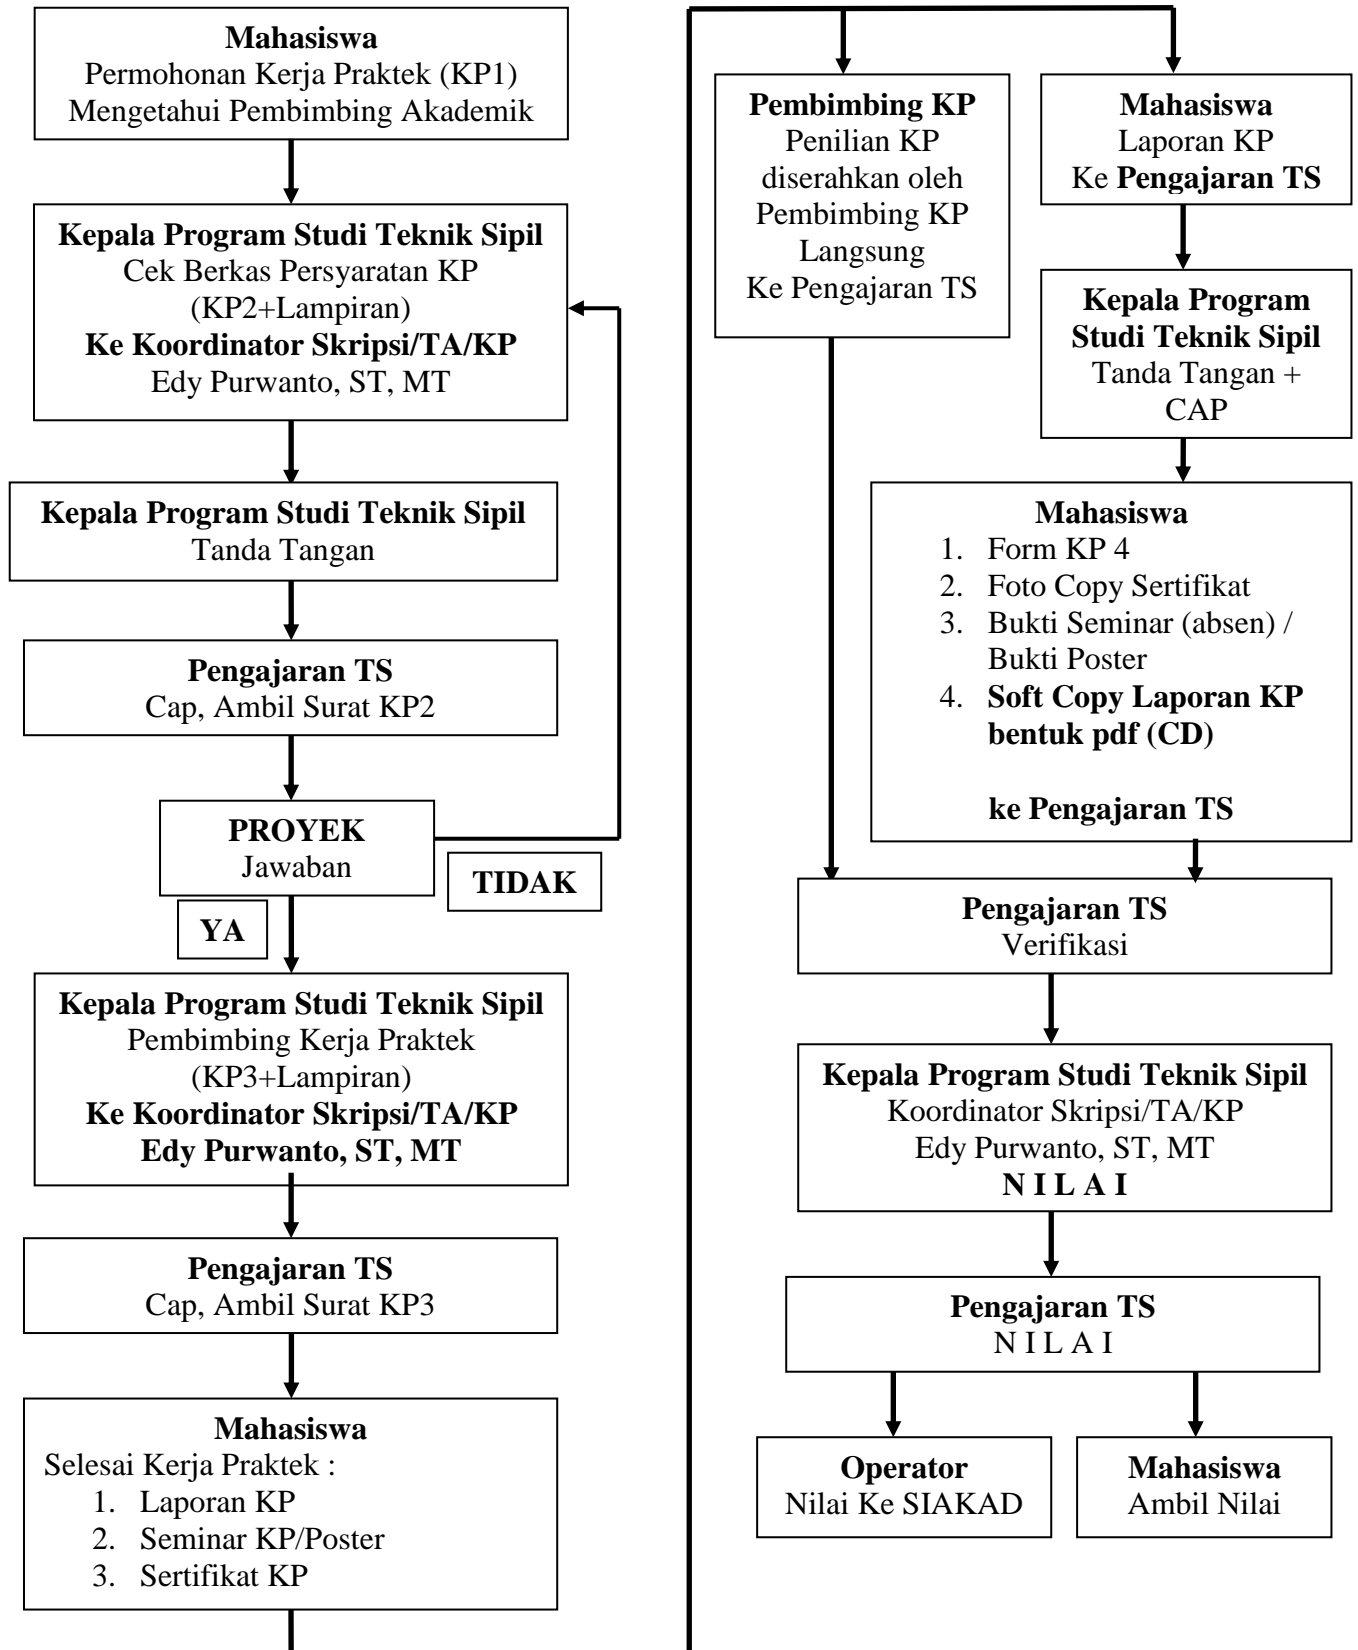 Mahasiswa
Permohonan Kerja Praktek (KP1)
Mengetahui Pembimbing Akademik
Kepala Program Studi Teknik Sipil
Cek Berkas Persyaratan KP
(KP2+Lampiran)
Ke Koordinator Skripsi/TA/KP
Edy Purwanto, ST, MT
Kepala Program Studi Teknik Sipil
Tanda Tangan
Pengajaran TS
Cap, Ambil Surat KP2
PROYEK
Jawaban
TIDAK
YA
Kepala Program Studi Teknik Sipil
Pembimbing Kerja Praktek
(KP3+Lampiran)
Ke Koordinator Skripsi/TA/KP
Edy Purwanto, ST, MT
Pengajaran TS
Cap, Ambil Surat KP3
Mahasiswa
Selesai Kerja Praktek :
1. Laporan KP
2. Seminar KP/Poster
3. Sertifikat KP
Pembimbing KP
Penilian KP
diserahkan oleh
Pembimbing KP
Langsung
Ke Pengajaran TS
Mahasiswa
Laporan KP
Ke Pengajaran TS
Kepala Program
Studi Teknik Sipil
Tanda Tangan +
CAP
Mahasiswa
1. Form KP 4
2. Foto Copy Sertifikat
3. Bukti Seminar (absen) /
Bukti Poster
4. Soft Copy Laporan KP
bentuk pdf (CD)
ke Pengajaran TS
Pengajaran TS
Verifikasi
Kepala Program Studi Teknik Sipil
Koordinator Skripsi/TA/KP
Edy Purwanto, ST, MT
N I L A I
Pengajaran TS
N I L A I
Operator
Nilai Ke SIAKAD
Mahasiswa
Ambil Nilai